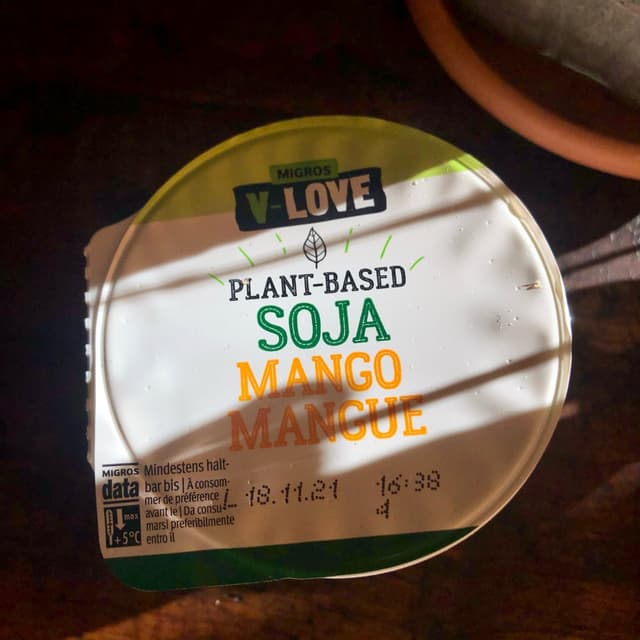 MIGROS
V-LOVE
PLANT-BASED
SOJA
MANGO
MANGUE
MIGROS
data
max
+5°C
Mindestens halt-
bar bis | À consom-
mer de préférence
avant le | Da consu-
marsi preferibilmente
entro il
L 18.11.21 16:38
4